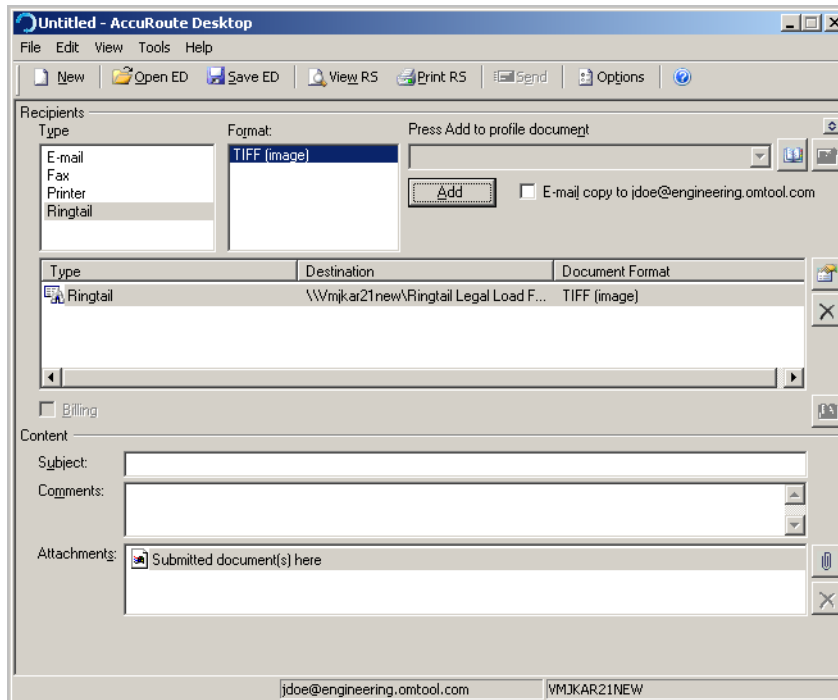 Untitled - AccuRoute Desktop
File Edit View Tools Help
New Open ED Save ED View RS Print RS Send Options
Recipients
Type Format: Press Add to profile document
E-mail
Fax
Printer
Ringtail
TIFF (image)
Add E-mail copy to jdoe@engineering.omtool.com
Type Destination Document Format
Ringtail \\Vmjkar21new\Ringtail Legal Load F... TIFF (image)
Billing
Content
Subject:
Comments:
Attachments: Submitted document(s) here
jdoe@engineering.omtool.com VMJKAR21NEW